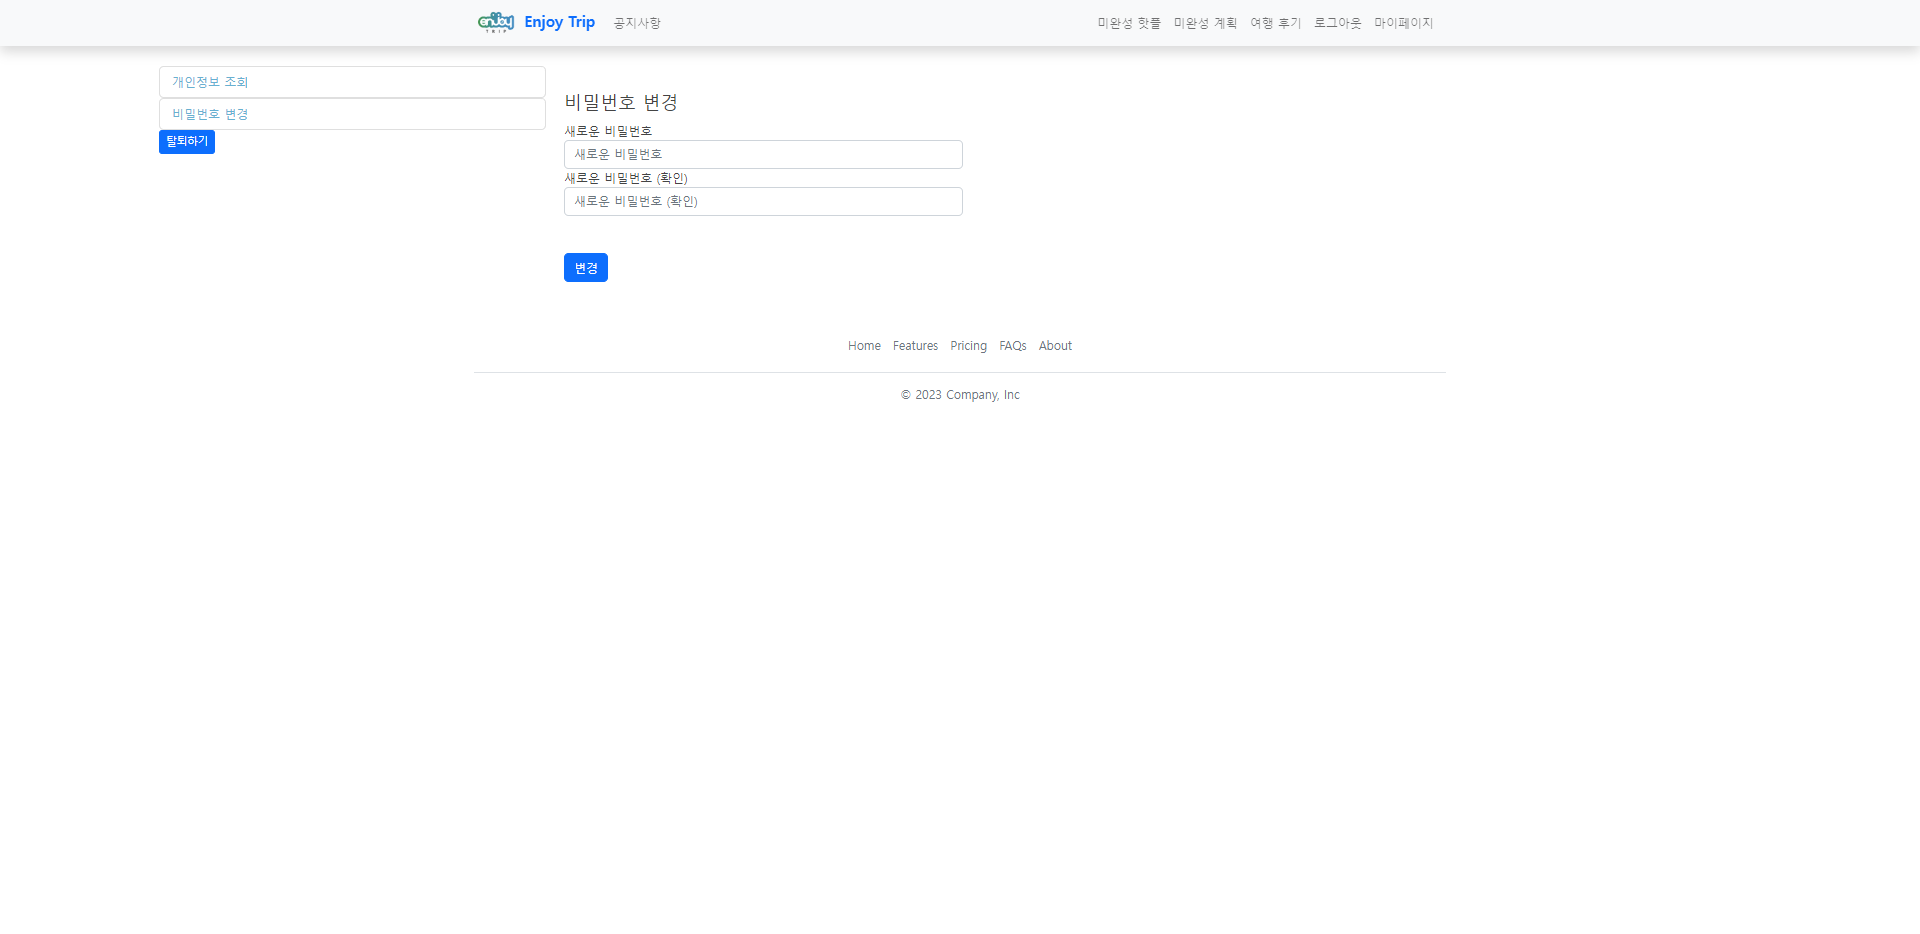 enjoy TRIP Enjoy Trip 공지사항 미완성 핫플 미완성 계획 여행 후기 로그아웃 마이페이지
개인정보 조회
비밀번호 변경
탈퇴하기
비밀번호 변경
새로운 비밀번호
새로운 비밀번호
새로운 비밀번호 (확인)
새로운 비밀번호 (확인)
변경
Home Features Pricing FAQs About
© 2023 Company, Inc